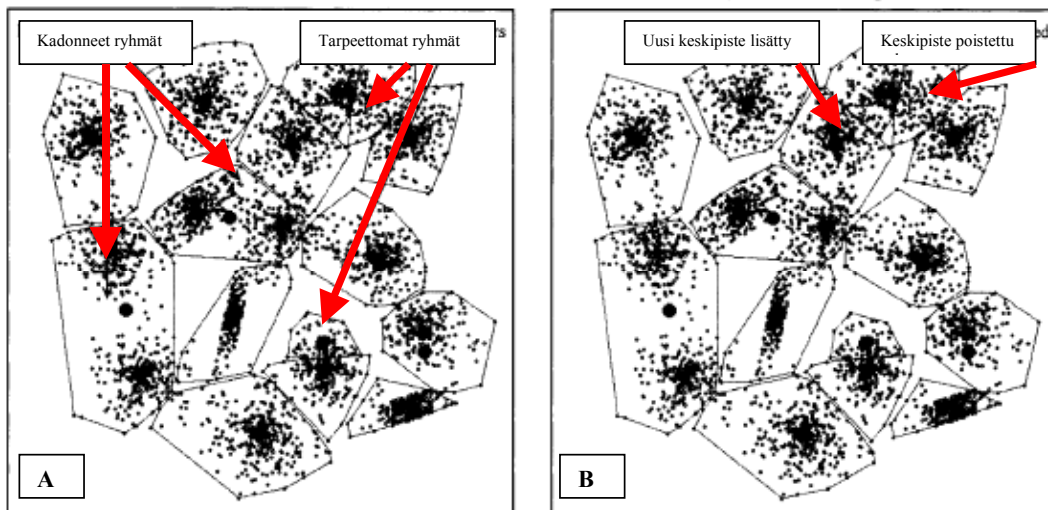 Kadonneet ryhmät
Tarpeettomat ryhmät
A
Uusi keskipiste lisätty
Keskipiste poistettu
B